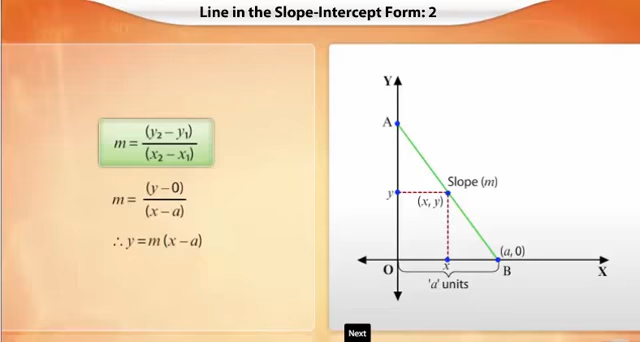 Line in the Slope-Intercept Form: 2
m = (y₂ – y₁) / (x₂ – x₁)
m = (y – 0) / (x – a)
∴ y = m (x – a)
Y
A
Slope (m)
y
(x, y)
(a, 0)
O
x
B
X
'a' units
Next